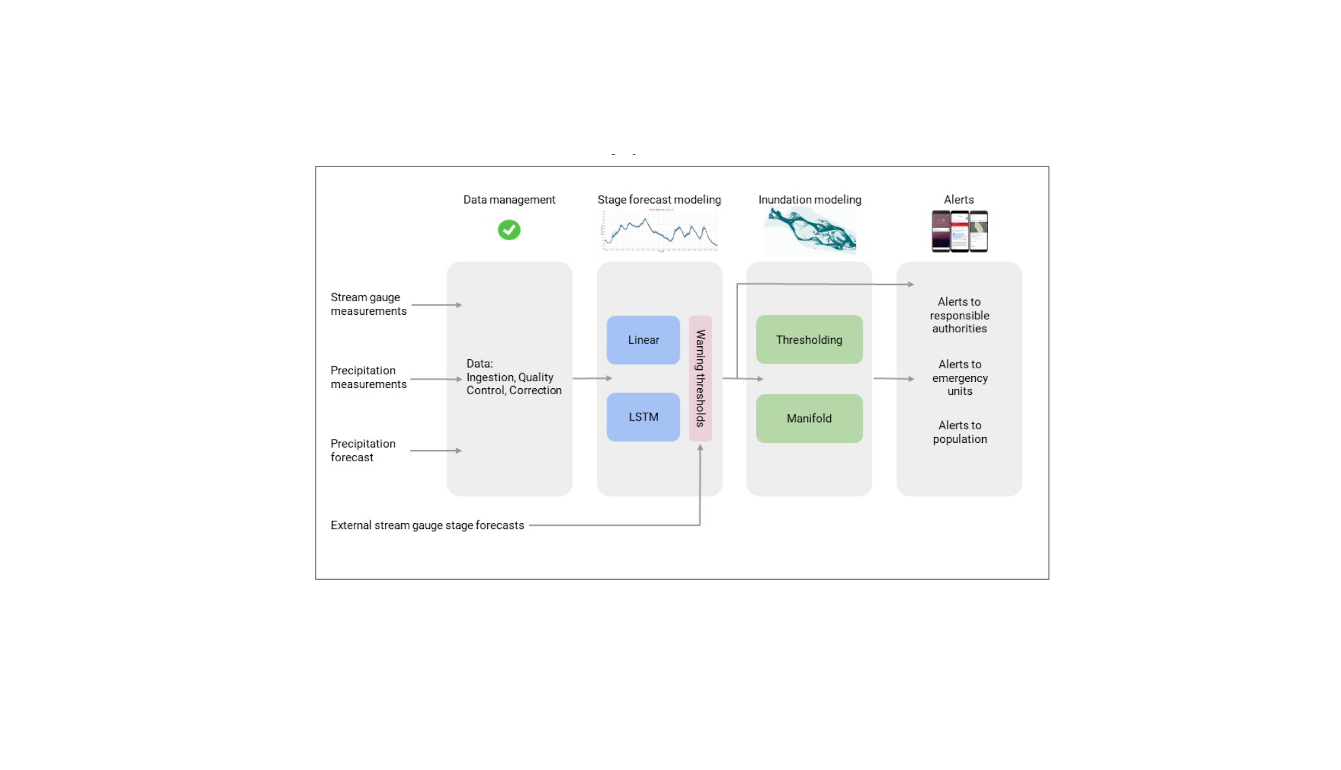 Data management
Stage forecast modeling
Inundation modeling
Alerts
Stream gauge
measurements
Precipitation
measurements
Precipitation
forecast
Data:
Ingestion, Quality
Control, Correction
Linear
LSTM
Warning thresholds
Thresholding
Manifold
Alerts to
responsible
authorities
Alerts to
emergency
units
Alerts to
population
External stream gauge stage forecasts